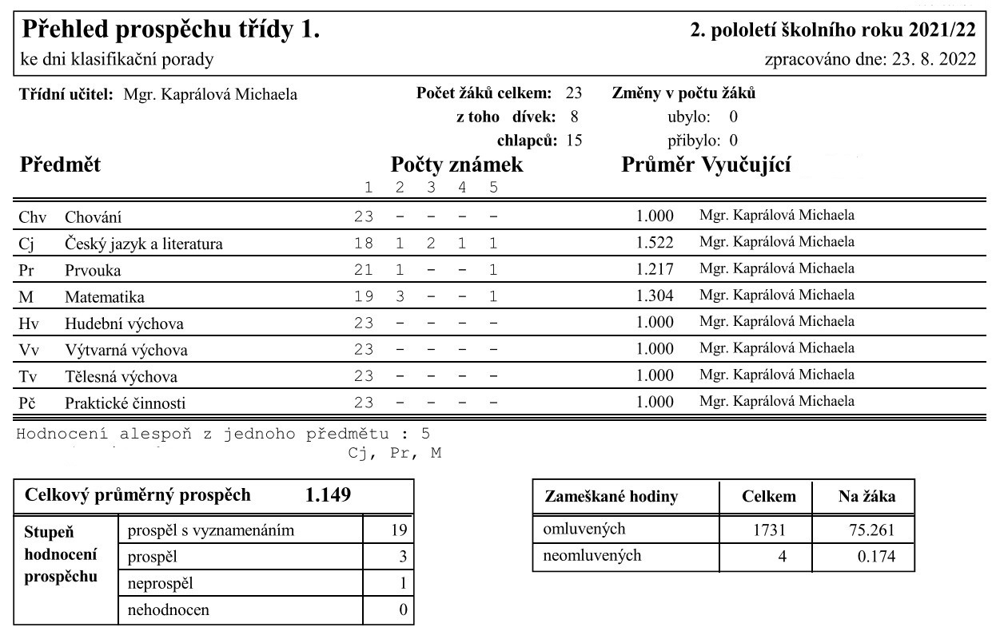 Přehled prospěchu třídy 1. 2. pololetí školního roku 2021/22
ke dni klasifikační porady zpracováno dne: 23. 8. 2022
Třídní učitel: Mgr. Kaprálová Michaela Počet žáků celkem: 23 Změny v počtu žáků
z toho dívek: 8 ubylo: 0
chlapců: 15 přibylo: 0
Předmět Počty známek Průměr Vyučující
1 2 3 4 5
Chv Chování 23 - - - - 1.000 Mgr. Kaprálová Michaela
Cj Český jazyk a literatura 18 1 2 1 1 1.522 Mgr. Kaprálová Michaela
Pr Prvouka 21 1 - - 1 1.217 Mgr. Kaprálová Michaela
M Matematika 19 3 - - 1 1.304 Mgr. Kaprálová Michaela
Hv Hudební výchova 23 - - - - 1.000 Mgr. Kaprálová Michaela
Vv Výtvarná výchova 23 - - - - 1.000 Mgr. Kaprálová Michaela
Tv Tělesná výchova 23 - - - - 1.000 Mgr. Kaprálová Michaela
Pč Praktické činnosti 23 - - - - 1.000 Mgr. Kaprálová Michaela
Hodnocení alespoň z jednoho předmětu : 5
Cj, Pr, M
Celkový průměrný prospěch 1.149
Stupeň hodnocení prospěchu
prospěl s vyznamenáním 19
prospěl 3
neprospěl 1
nehodnocen 0
Zameškané hodiny Celkem Na žáka
omluvených 1731 75.261
neomluvených 4 0.174